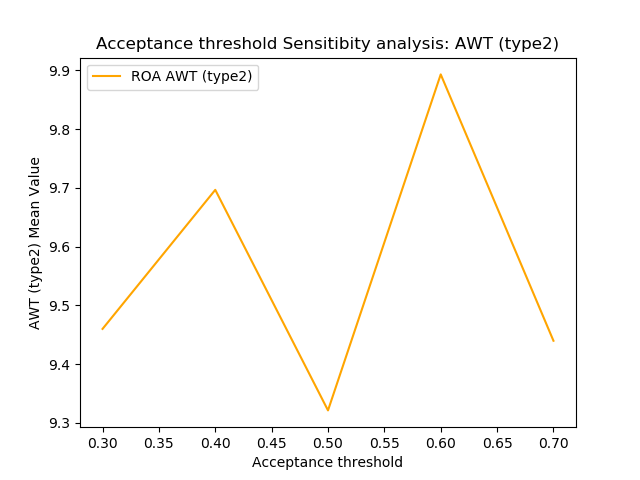 Acceptance threshold Sensitibity analysis: AWT (type2)
ROA AWT (type2)
AWT (type2) Mean Value
9.9
9.8
9.7
9.6
9.5
9.4
9.3
0.30 0.35 0.40 0.45 0.50 0.55 0.60 0.65 0.70
Acceptance threshold